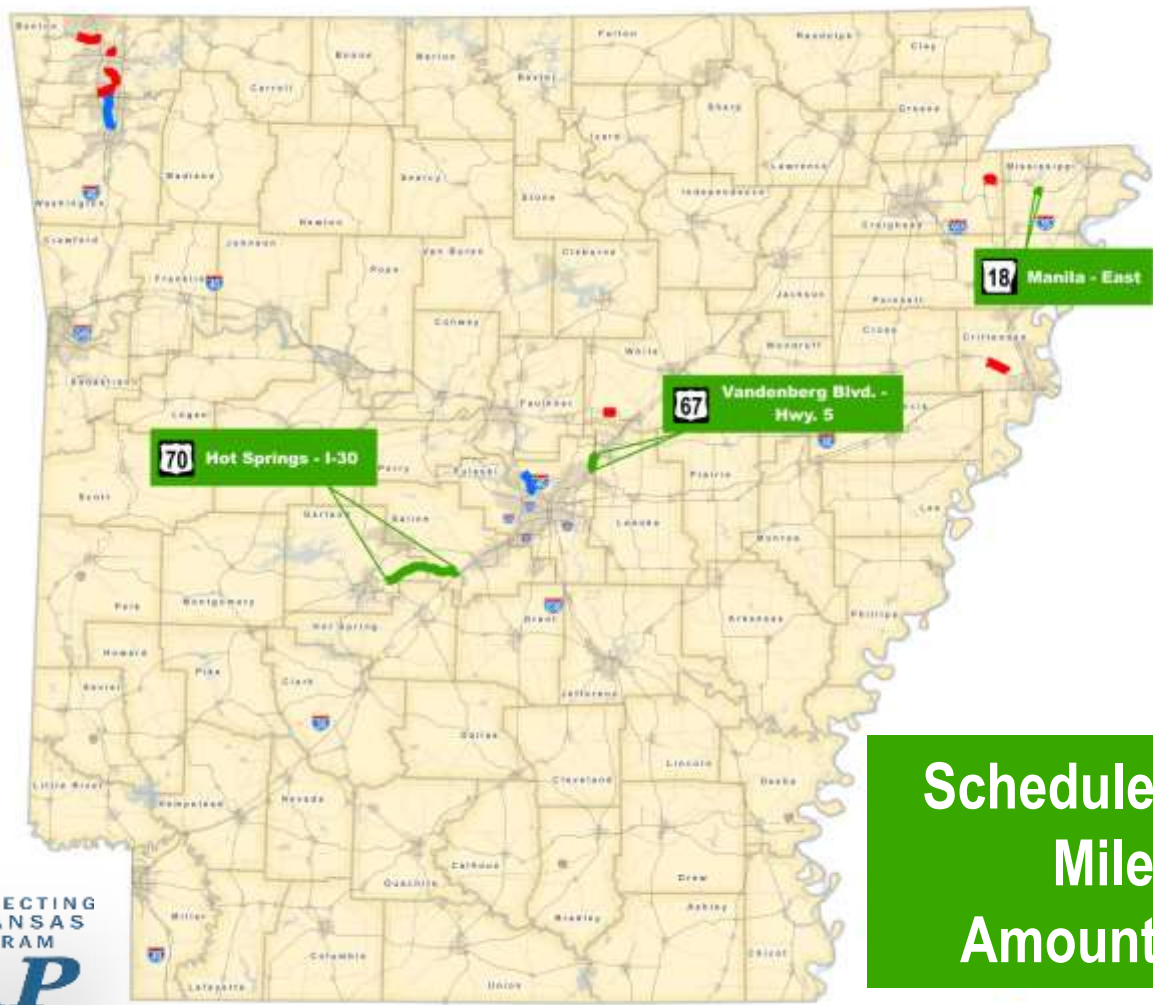 Benton
Boone
Marion
Baxter
Fulton
Randolph
Clay
Carroll
Sharp
Greene
Izard
Lawrence
Mississippi
Madison
Searcy
Stone
Independence
Washington
Newton
Craighead
Crawford
Johnson
Van Buren
Cleburne
Franklin
Pope
Jackson
Poinsett
18 Manila - East
Conway
White
Woodruff
Cross
Crittenden
Sebastian
Logan
Faulkner
67 Vandenberg Blvd. -
Hwy. 5
70 Hot Springs - I-30
Perry
Pulaski
Prairie
Scott
Garland
Saline
Lonoke
Lee
Monroe
Polk
Montgomery
Hot Spring
Grant
Arkansas
Phillips
Howard
Sevier
Pike
Clark
Jefferson
Dallas
Cleveland
Lincoln
Desha
Little River
Hempstead
Nevada
Calhoun
Ouachita
Drew
Bradley
Ashley
Chicot
Miller
Columbia
Lafayette
Union
Schedule
Mile
Amount
ECTING
NSAS
RAM
P